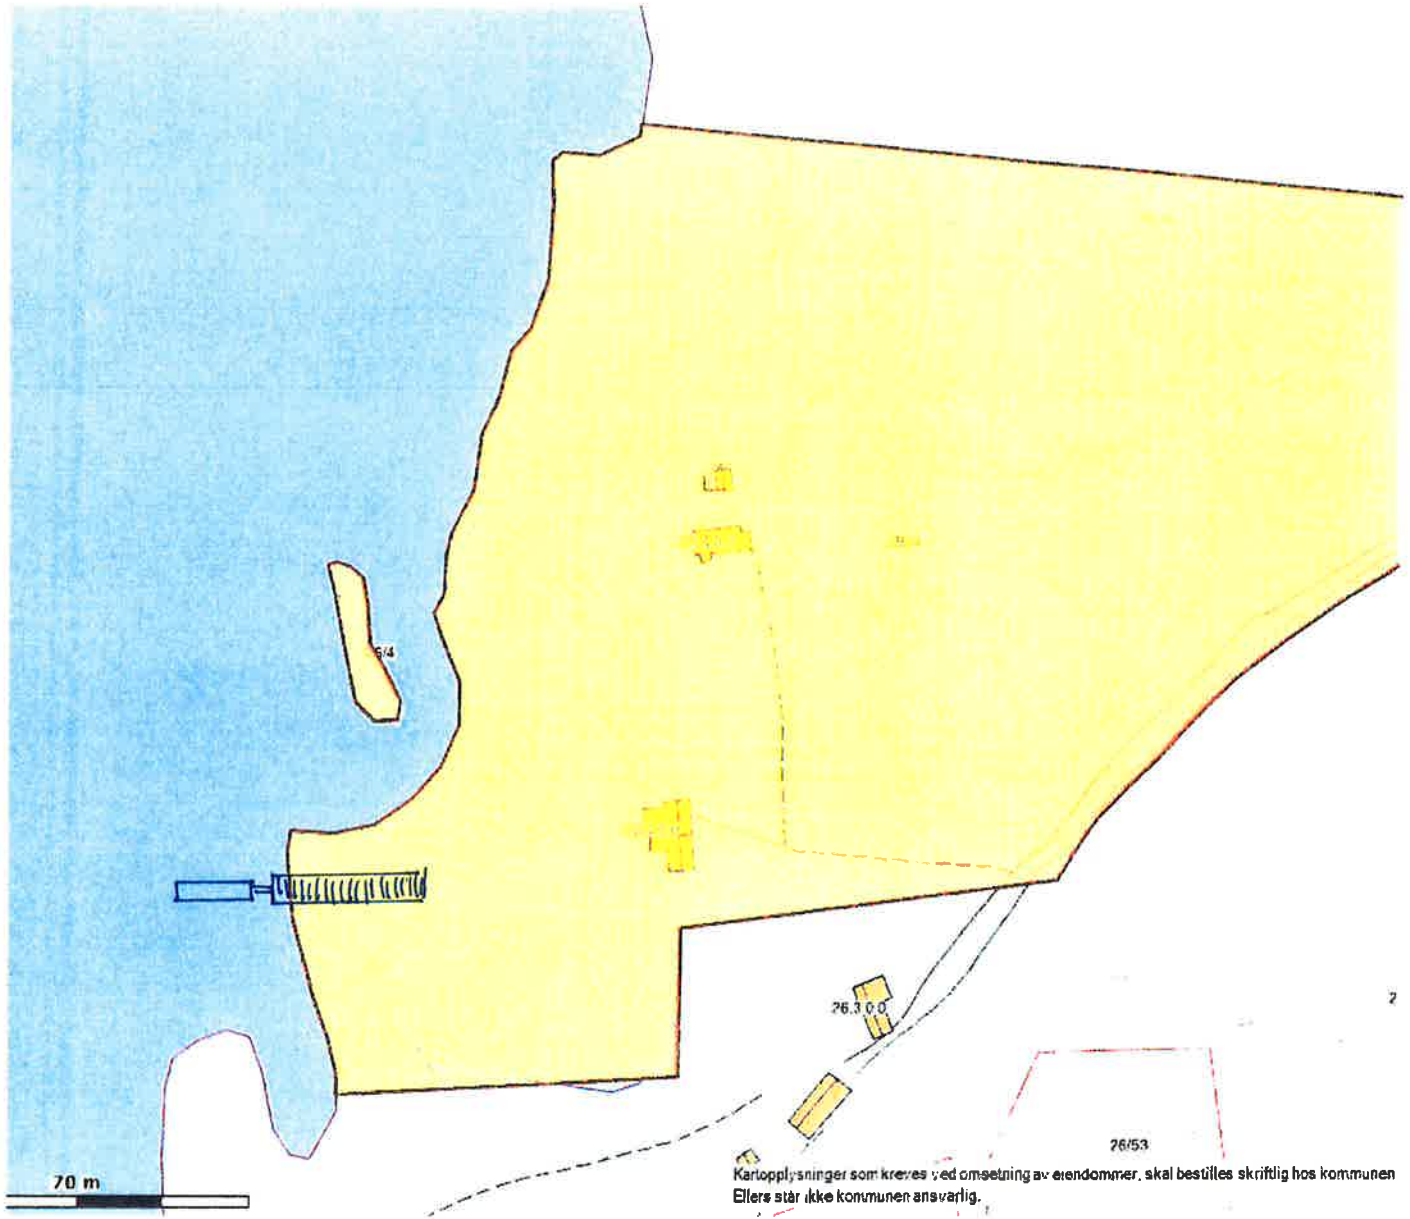 5/4
26.3.0.0
2
26/53
70 m
Kartopplysninger som kreves ved omsetning av eiendommer, skal bestilles skriftlig hos kommunen
Ellers står ikke kommunen ansvarlig.